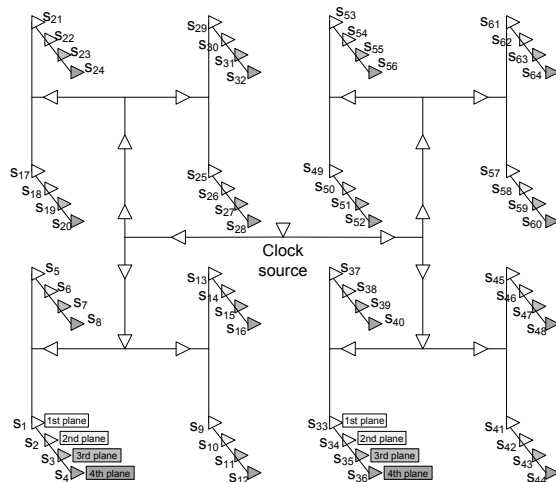 S21 S22 S23 S24
S29 S30 S31 S32
S53 S54 S55 S56
S61 S62 S63 S64
S17 S18 S19 S20
S25 S26 S27 S28
S49 S50 S51 S52
S57 S58 S59 S60
Clock
source
S5 S6 S7 S8
S13 S14 S15 S16
S37 S38 S39 S40
S45 S46 S47 S48
S1 1st plane
S2 2nd plane
S3 3rd plane
S4 4th plane
S9 S10 S11 S12
S33 1st plane
S34 2nd plane
S35 3rd plane
S36 4th plane
S41 S42 S43 S44